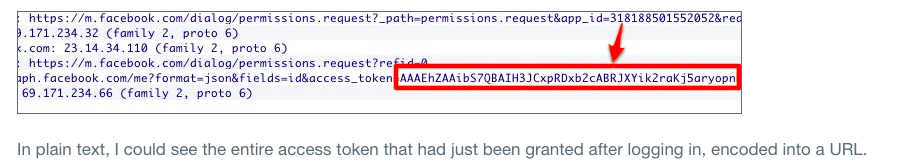 : https://m.facebook.com/dialog/permissions.request?_path=permissions.request&app_id=318188501552052&red
9.171.234.32 (family 2, proto 6)
k.com: 23.14.34.110 (family 2, proto 6)
: https://m.facebook.com/dialog/permissions.request?refid=0
aph.facebook.com/me?format=json&fields=id&access_token=AAAEhZAAibS7QBAIH3JCxpRDxb2cABRJXYik2raKj5aryopn
69.171.234.66 (family 2, proto 6)
In plain text, I could see the entire access token that had just been granted after logging in, encoded into a URL.